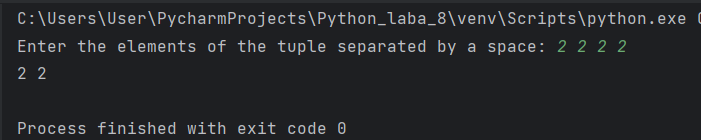 C:\Users\User\PycharmProjects\Python_laba_8\venv\Scripts\python.exe
Enter the elements of the tuple separated by a space: 2 2 2 2
2 2
Process finished with exit code 0